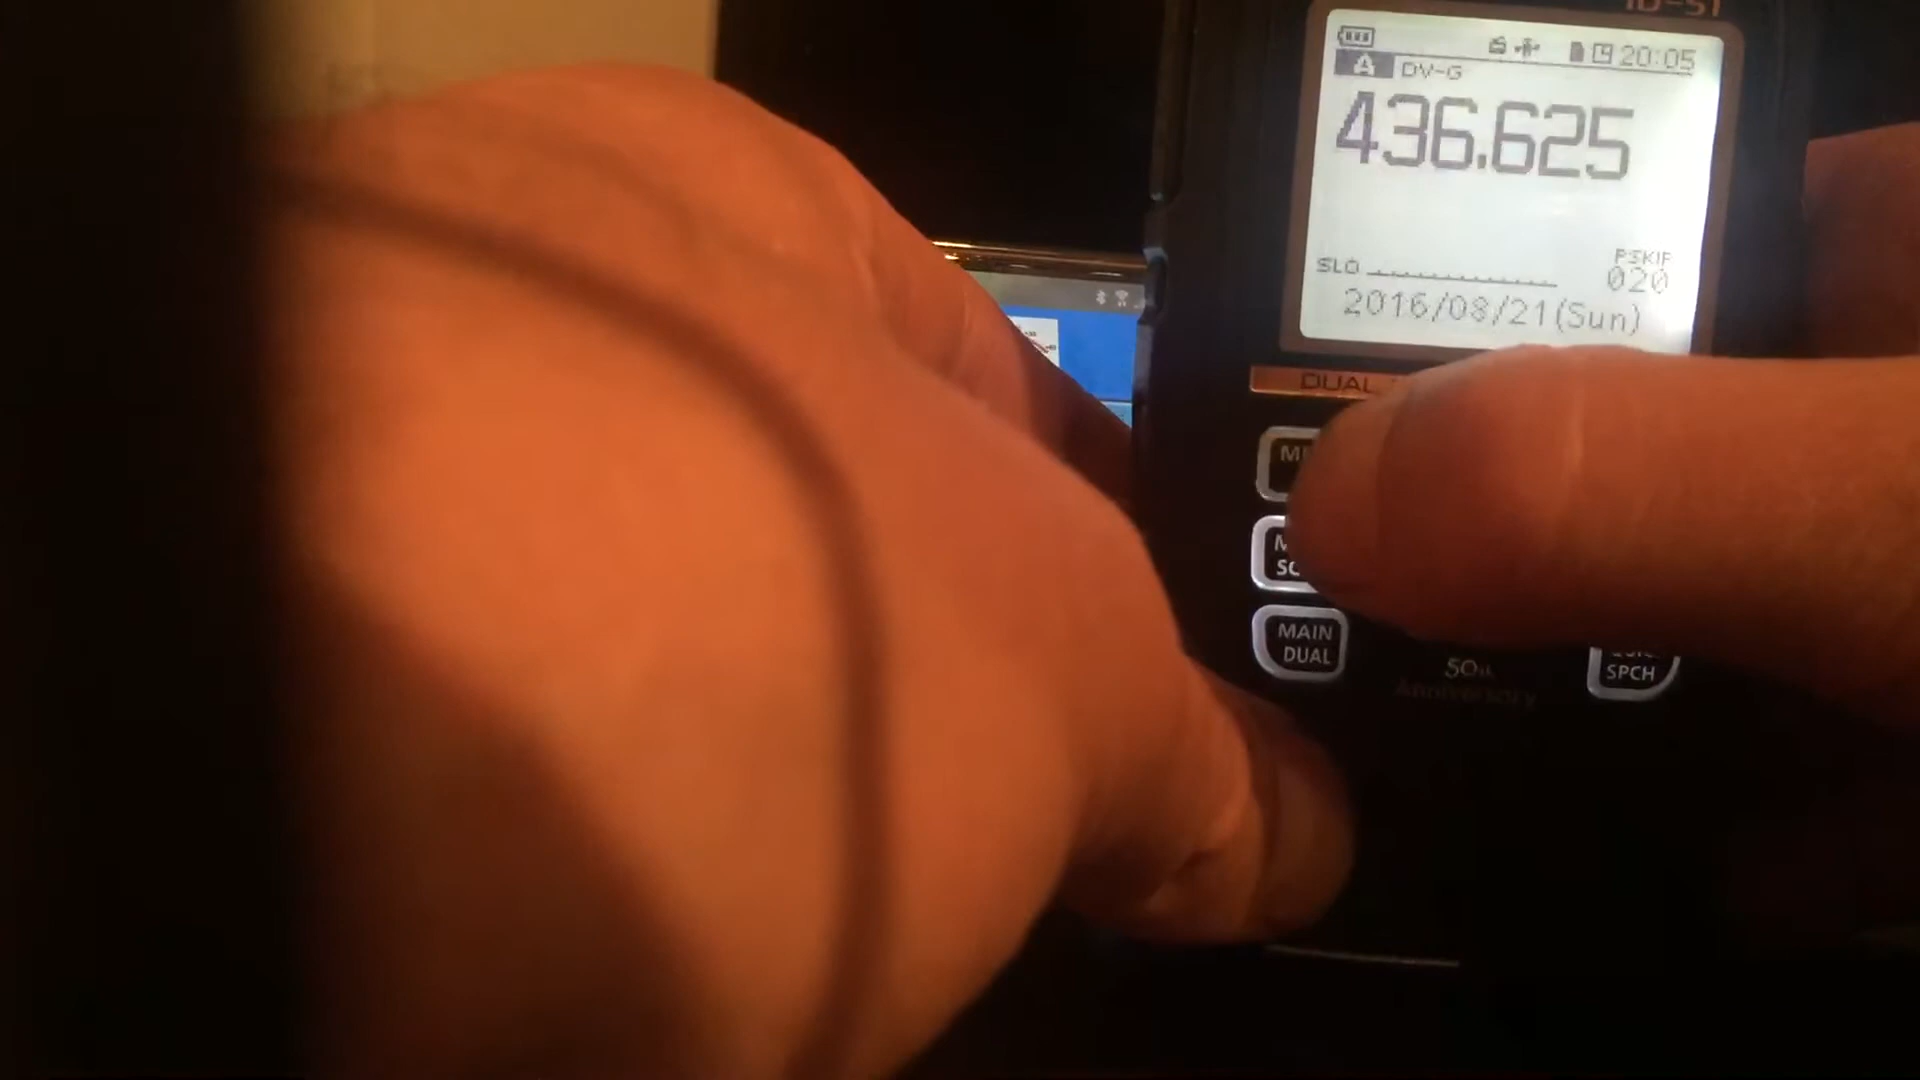 ID-51
20:05
A DV-G
436.625
PSKIP
SLO 020
2016/08/21(Sun)
DUAL
MAIN
DUAL
SPCH
50th
Anniversary